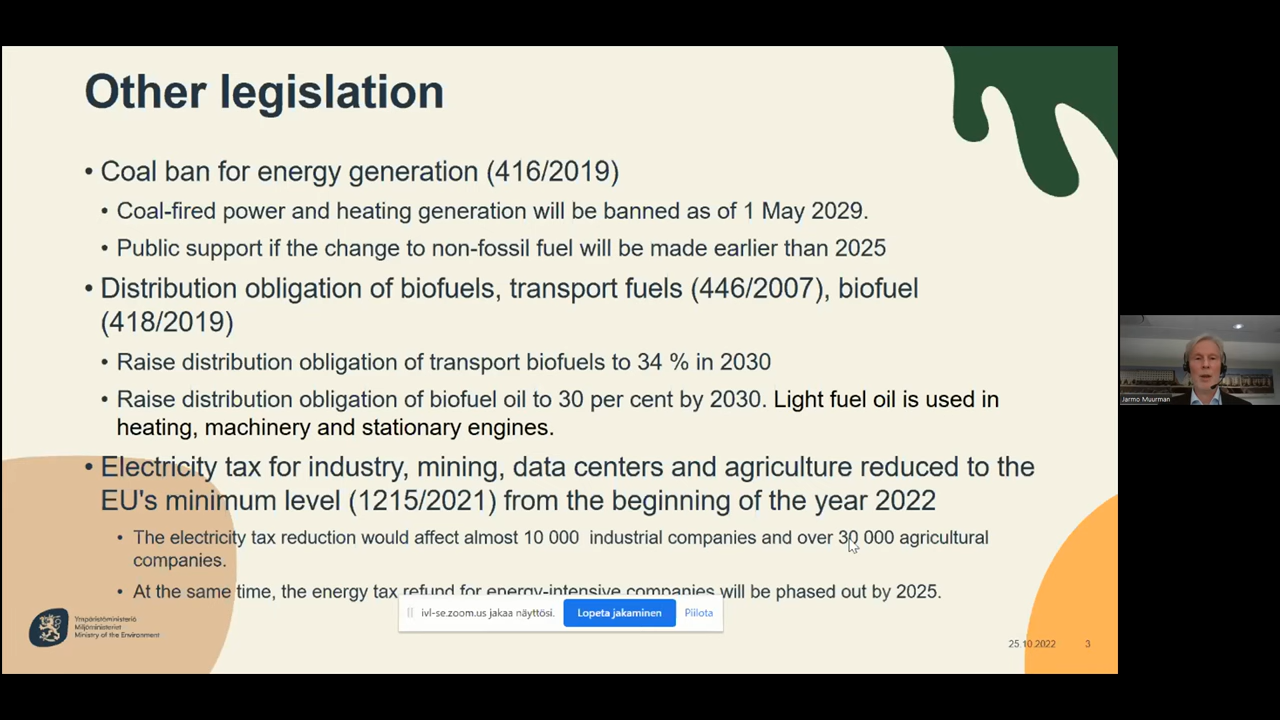 Other legislation
• Coal ban for energy generation (416/2019)
• Coal-fired power and heating generation will be banned as of 1 May 2029.
• Public support if the change to non-fossil fuel will be made earlier than 2025
• Distribution obligation of biofuels, transport fuels (446/2007), biofuel
(418/2019)
• Raise distribution obligation of transport biofuels to 34 % in 2030
• Raise distribution obligation of biofuel oil to 30 per cent by 2030. Light fuel oil is used in
heating, machinery and stationary engines.
Jarmo Muurman
• Electricity tax for industry, mining, data centers and agriculture reduced to the
EU's minimum level (1215/2021) from the beginning of the year 2022
• The electricity tax reduction would affect almost 10 000 industrial companies and over 30 000 agricultural
companies.
• At the same time, the energy tax refund for energy-intensive companies will be phased out by 2025.
ivl-se.zoom.us jakaa näyttösi. Lopeta jakaminen Piilota
Ympäristöministeriö
Miljöministeriet
Ministry of the Environment
25.10.2022 3